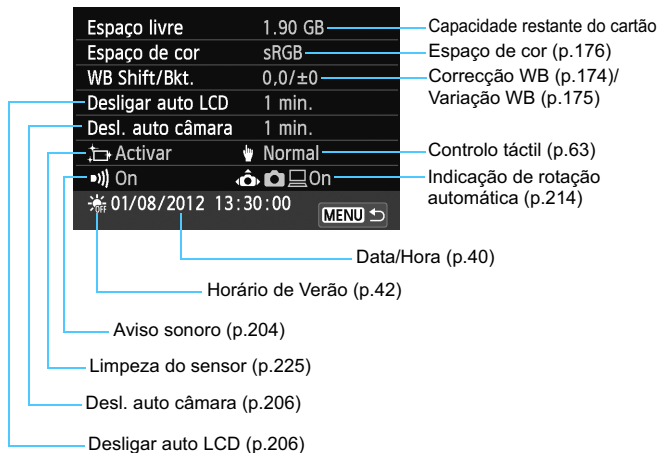 Espaço livre 1.90 GB
Capacidade restante do cartão
Espaço de cor sRGB
Espaço de cor (p.176)
WB Shift/Bkt. 0,0/±0
Correcção WB (p.174)/
Variação WB (p.175)
Desligar auto LCD 1 min.
Desl. auto câmara 1 min.
Activar Normal
Controlo táctil (p.63)
On On
Indicação de rotação
automática (p.214)
OFF 01/08/2012 13:30:00 MENU
Data/Hora (p.40)
Horário de Verão (p.42)
Aviso sonoro (p.204)
Limpeza do sensor (p.225)
Desl. auto câmara (p.206)
Desligar auto LCD (p.206)